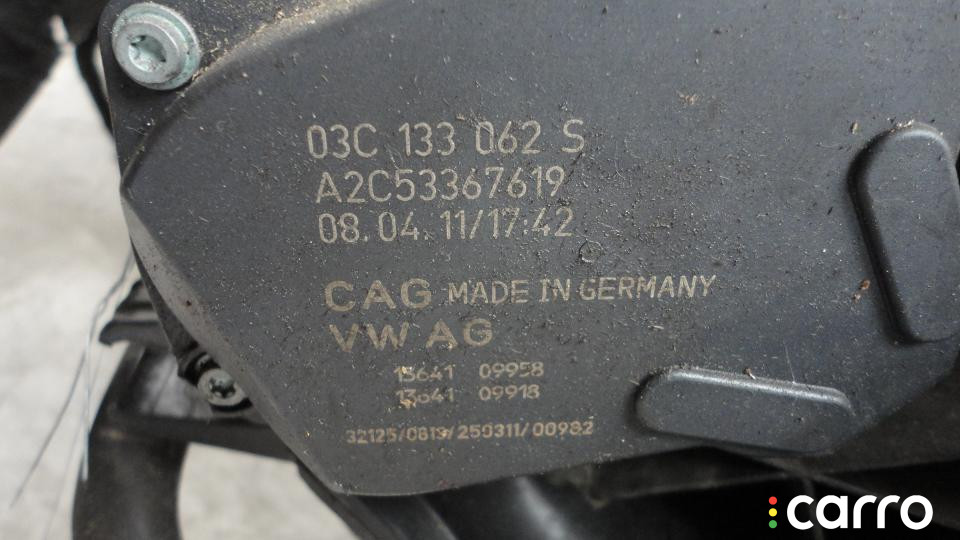 03C 133 062 S
A2C53367619
08.04.11/17:42
CAG MADE IN GERMANY
VW AG
15641 09958
13641 09918
32125/0819/250311/00982
carro